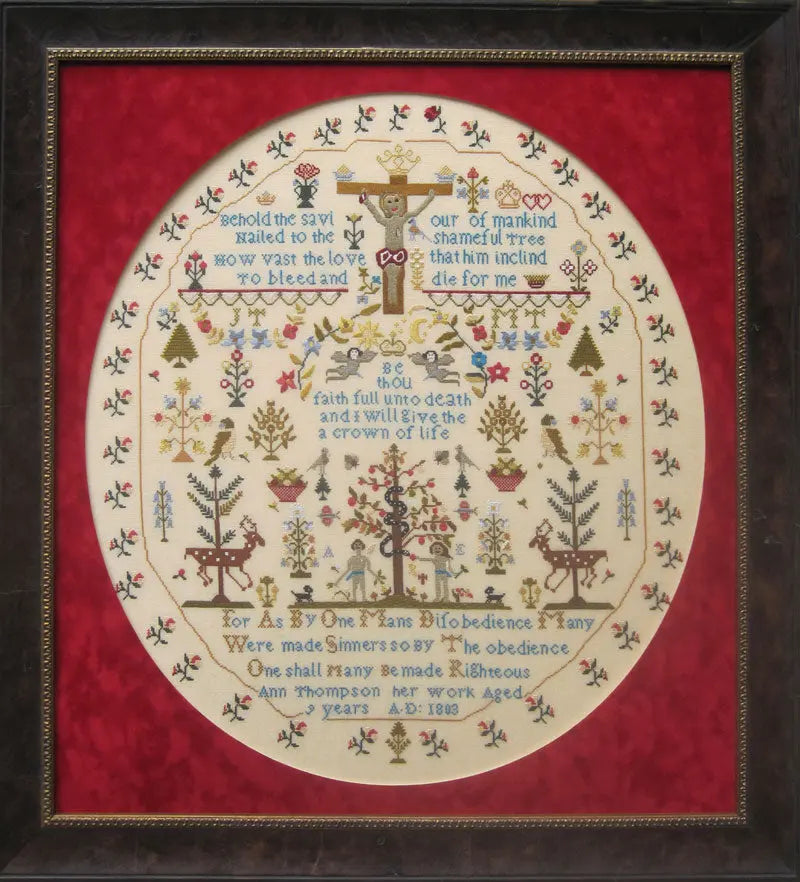 Behold the savi our of mankind
Nailed to the shameful Tree
How vast the love that him inclind
To bleed and die for me
JT MT
Be
thou
faith full unto death
and I will give the
a crown of life
A E
For As By One Mans Disobedience Many
Were made Sinners so By The obedience
One shall many Be made Righteous
Ann Thompson her work Aged
9 years A.D: 1803